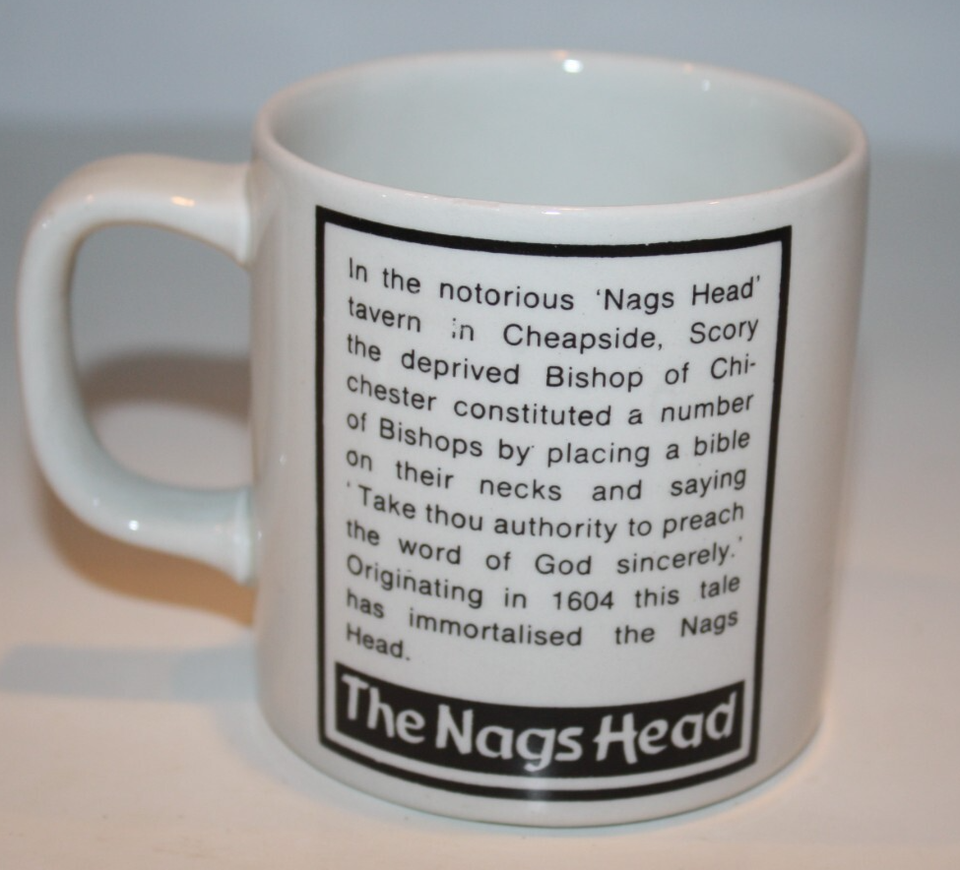 In the notorious ‘Nags Head’
tavern in Cheapside, Scory
the deprived Bishop of Chi-
chester constituted a number
of Bishops by placing a bible
on their necks and saying
‘Take thou authority to preach
the word of God sincerely.’
Originating in 1604 this tale
has immortalised the Nags
Head.
The Nags Head